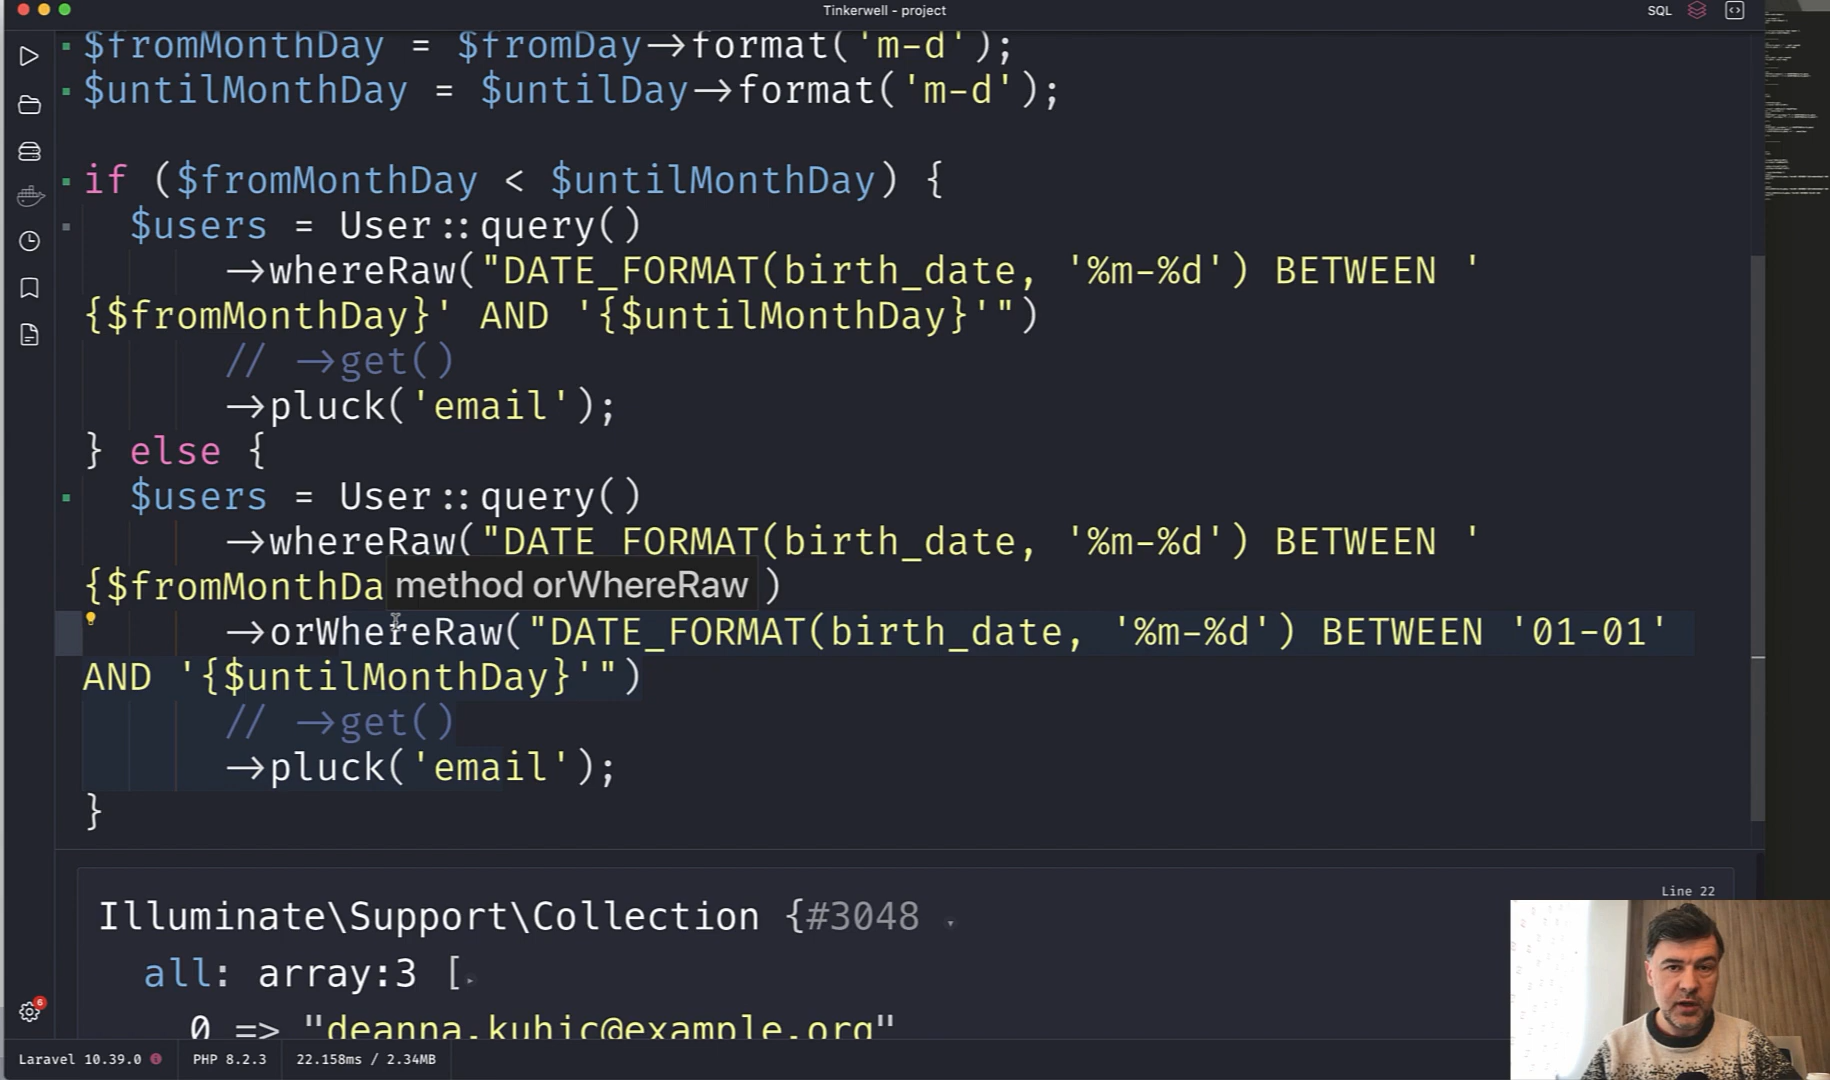 Tinkerwell - project
SQL
$fromMonthDay = $fromDay->format('m-d');
$untilMonthDay = $untilDay->format('m-d');
if ($fromMonthDay < $untilMonthDay) {
$users = User::query()
->whereRaw("DATE_FORMAT(birth_date, '%m-%d') BETWEEN '
{$fromMonthDay}' AND '{$untilMonthDay}'")
// ->get()
->pluck('email');
} else {
$users = User::query()
->whereRaw("DATE_FORMAT(birth_date, '%m-%d') BETWEEN '
{$fromMonthDa method orWhereRaw )
->orWhereRaw("DATE_FORMAT(birth_date, '%m-%d') BETWEEN '01-01'
AND '{$untilMonthDay}'")
// ->get()
->pluck('email');
}
Line 22
Illuminate\Support\Collection {#3048
all: array:3 [
0 => "deanna.kuhic@example.org"
6
Laravel 10.39.0 PHP 8.2.3 22.158ms / 2.34MB